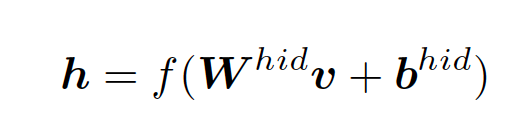 h = f(W^{hid}v + b^{hid})